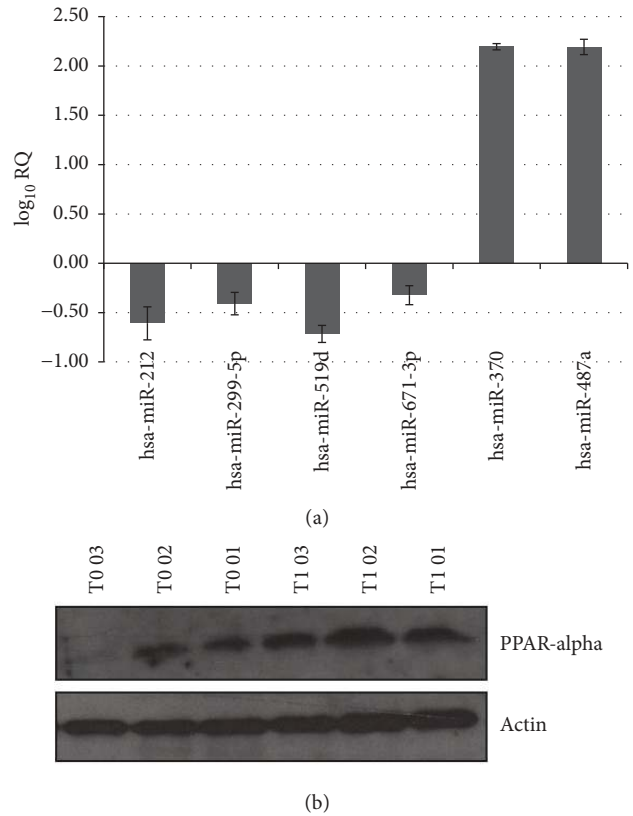 2.50
2.00
1.50
1.00
0.50
0.00
−0.50
−1.00
log10 RQ
hsa-miR-212
hsa-miR-299-5p
hsa-miR-519d
hsa-miR-671-3p
hsa-miR-370
hsa-miR-487a
(a)
T0 03
T0 02
T0 01
T1 03
T1 02
T1 01
PPAR-alpha
Actin
(b)